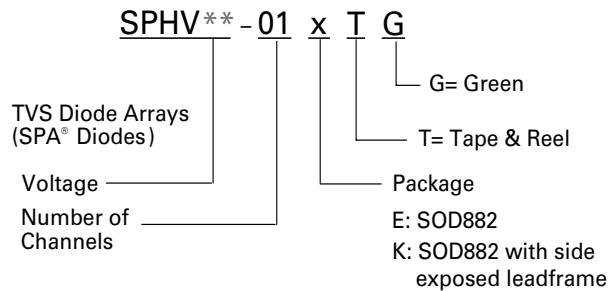 SPHV** - 01 x T G
G= Green
TVS Diode Arrays
(SPA® Diodes)
T= Tape & Reel
Voltage
Package
Number of
Channels
E: SOD882
K: SOD882 with side
exposed leadframe